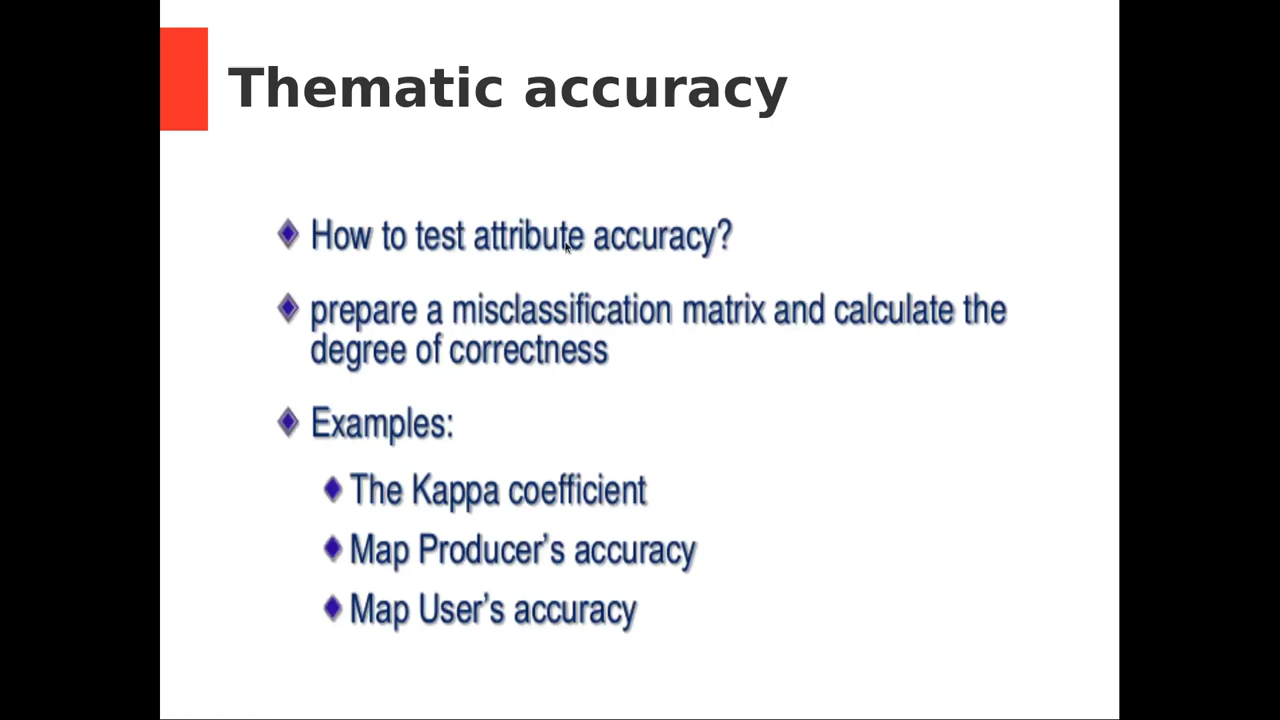 Thematic accuracy
How to test attribute accuracy?
prepare a misclassification matrix and calculate the
degree of correctness
Examples:
The Kappa coefficient
Map Producer's accuracy
Map User's accuracy